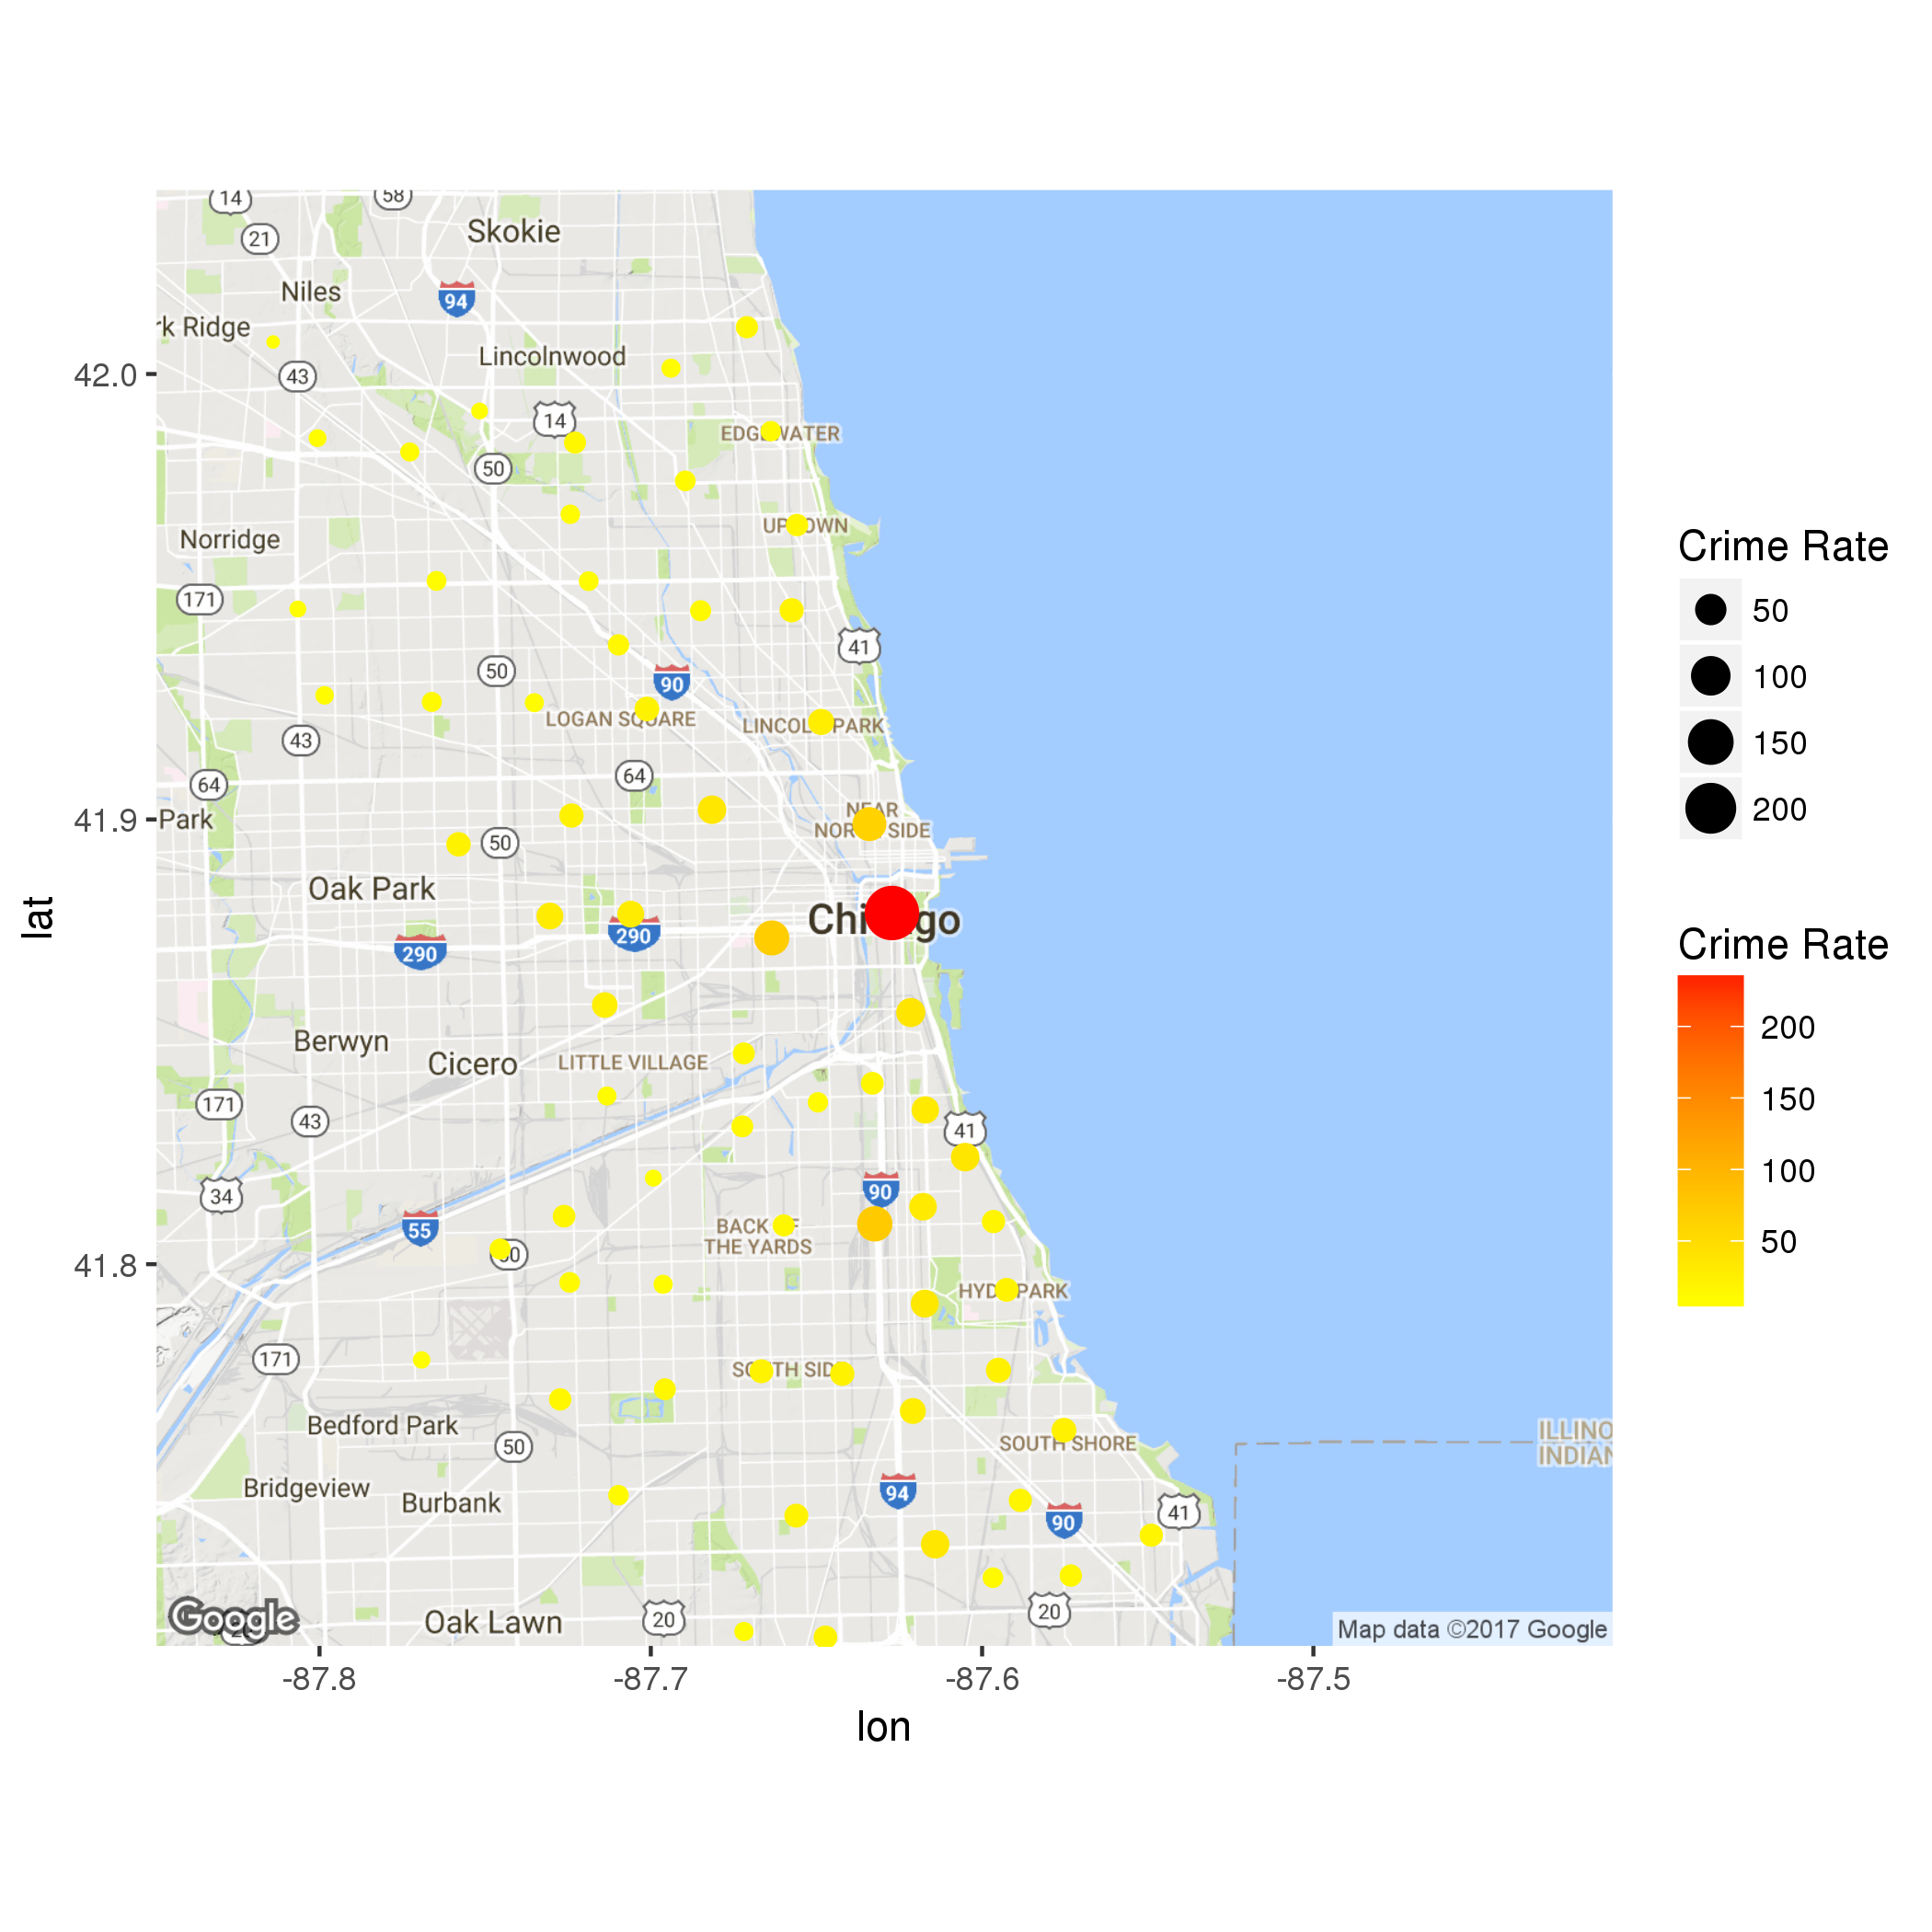 14
58
21
Skokie
Niles
94
rk Ridge
Lincolnwood
42.0
43
14
EDG WATER
50
UP OWN
Norridge
171
41
50
90
LOGAN SQUARE
LINCOL PARK
43
64
64
NEAR
NOR SIDE
41.9
Park
50
Oak Park
Chi go
290
290
Berwyn
Cicero
LITTLE VILLAGE
171
43
41
34
90
55
BACK OF
THE YARDS
50
41.8
HYD PARK
171
SO TH SID
Bedford Park
50
SOUTH SHORE
ILLINO
INDIAN
Bridgeview
Burbank
94
90
41
Google
Oak Lawn
20
20
Map data ©2017 Google
-87.8
-87.7
-87.6
-87.5
lon
lat
Crime Rate
50
100
150
200
Crime Rate
200
150
100
50